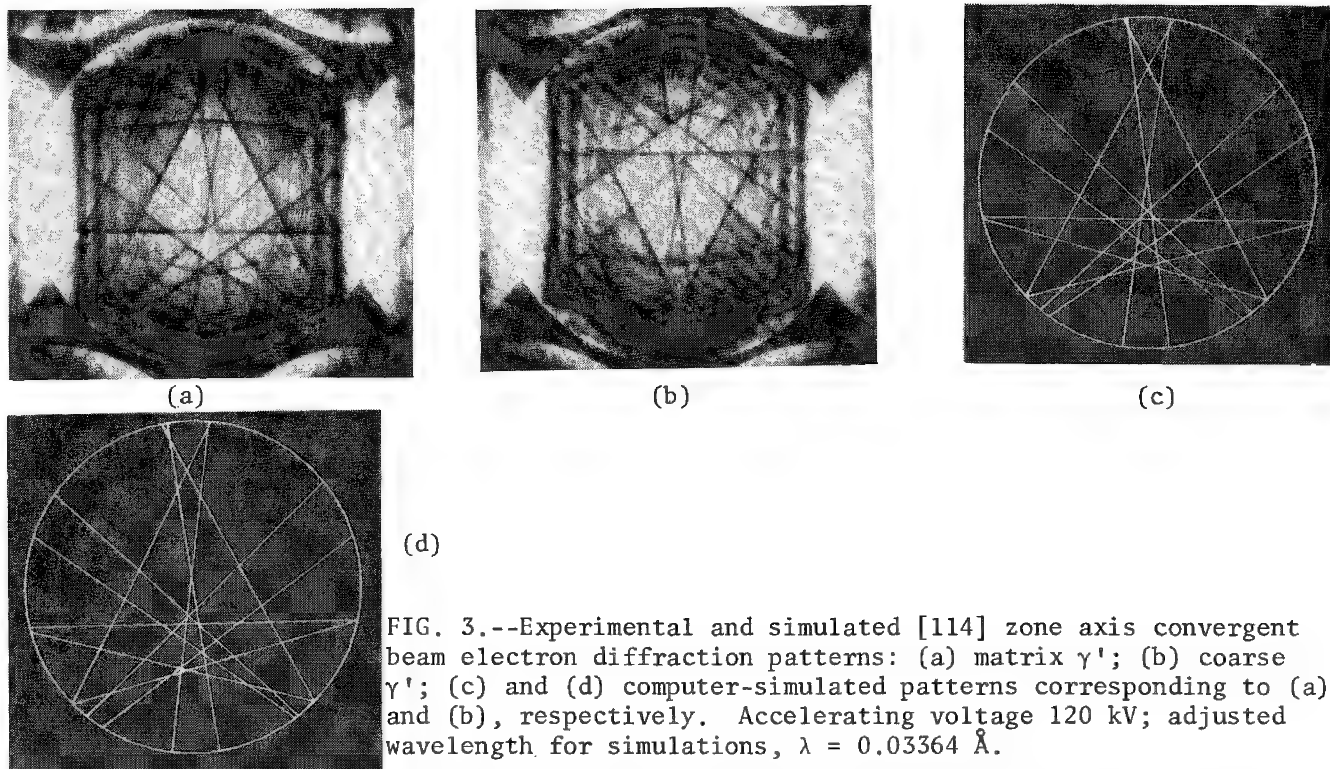 (a)
(b)
(c)
(d)
FIG. 3.--Experimental and simulated [114] zone axis convergent
beam electron diffraction patterns: (a) matrix γ'; (b) coarse
γ'; (c) and (d) computer-simulated patterns corresponding to (a)
and (b), respectively. Accelerating voltage 120 kV; adjusted
wavelength for simulations, λ = 0.03364 Å.